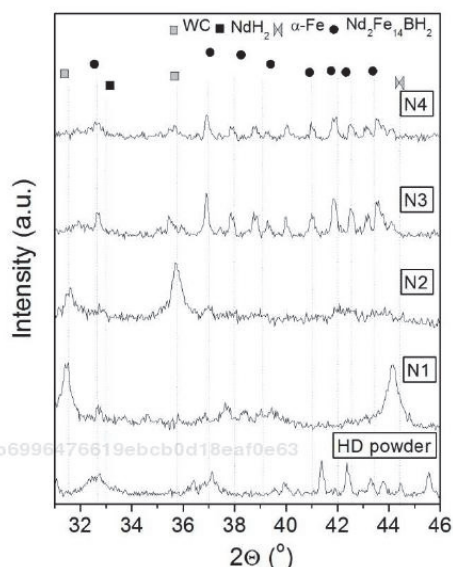 WC NdH₂ α-Fe Nd₂Fe₁₄BH₂
N4
N3
N2
N1
HD powder
Intensity (a.u.)
32 34 36 38 40 42 44 46
2Θ (°)